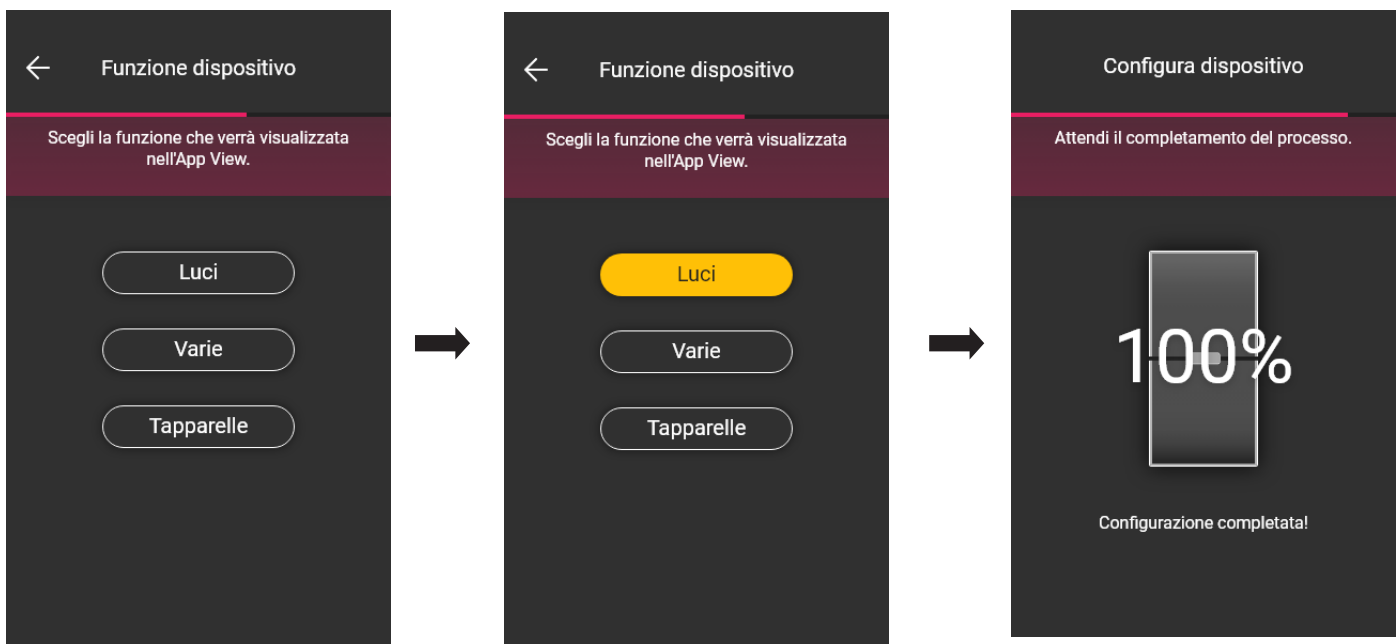 Funzione dispositivo
Scegli la funzione che verrà visualizzata
nell'App View.
Luci
Varie
Tapparelle
Funzione dispositivo
Scegli la funzione che verrà visualizzata
nell'App View.
Luci
Varie
Tapparelle
Configura dispositivo
Attendi il completamento del processo.
100%
Configurazione completata!